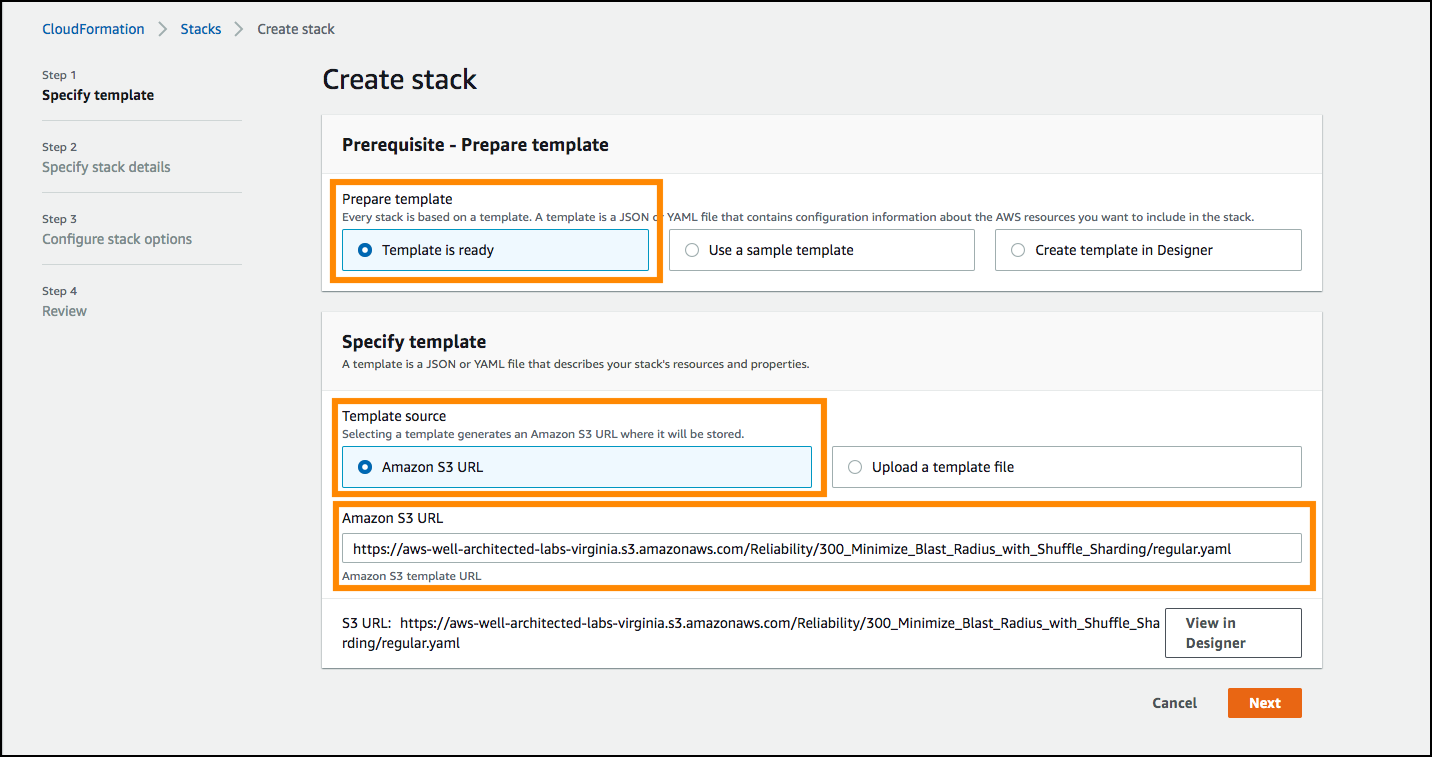 CloudFormation > Stacks > Create stack
Step 1
Specify template
Step 2
Specify stack details
Step 3
Configure stack options
Step 4
Review
Create stack
Prerequisite - Prepare template
Prepare template
Every stack is based on a template. A template is a JSON or YAML file that contains configuration information about the AWS resources you want to include in the stack.
Template is ready
Use a sample template
Create template in Designer
Specify template
A template is a JSON or YAML file that describes your stack's resources and properties.
Template source
Selecting a template generates an Amazon S3 URL where it will be stored.
Amazon S3 URL
Upload a template file
Amazon S3 URL
https://aws-well-architected-labs-virginia.s3.amazonaws.com/Reliability/300_Minimize_Blast_Radius_with_Shuffle_Sharding/regular.yaml
Amazon S3 template URL
S3 URL: https://aws-well-architected-labs-virginia.s3.amazonaws.com/Reliability/300_Minimize_Blast_Radius_with_Shuffle_Sha
rding/regular.yaml
View in
Designer
Cancel
Next